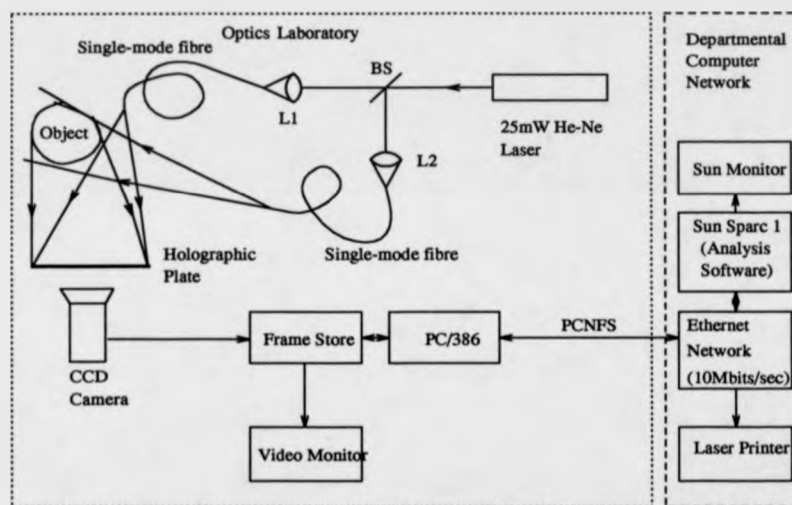 Optics Laboratory
Single-mode fibre
BS
L1
25mW He-Ne
Laser
Object
L2
Single-mode fibre
Holographic
Plate
CCD
Camera
Frame Store
PC/386
PCNFS
Video Monitor
Departmental
Computer
Network
Sun Monitor
Sun Sparc 1
(Analysis
Software)
Ethernet
Network
(10Mbits/sec)
Laser Printer